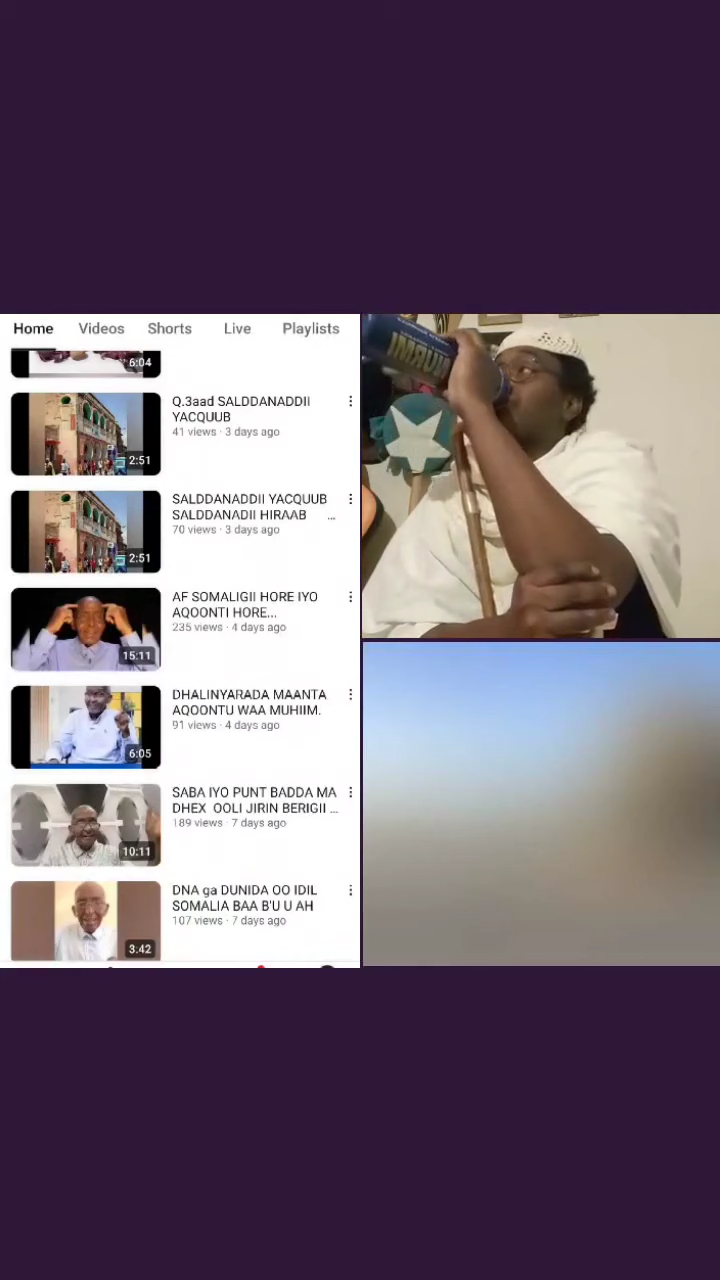 Home Videos Shorts Live Playlists
6:04
Q.3aad SALDDANADDII
YACQUUB
41 views · 3 days ago
2:51
SALDDANADDII YACQUUB
SALDDANADII HIRAAB ...
70 views · 3 days ago
2:51
AF SOMALIGII HORE IYO
AQOONTI HORE...
235 views · 4 days ago
15:11
DHALINYARADA MAANTA
AQOONTU WAA MUHIIM.
91 views · 4 days ago
6:05
SABA IYO PUNT BADDA MA
DHEX OOLI JIRIN BERIGII ...
189 views · 7 days ago
10:11
DNA ga DUNIDA OO IDIL
SOMALIA BAA B'U U AH
107 views · 7 days ago
3:42